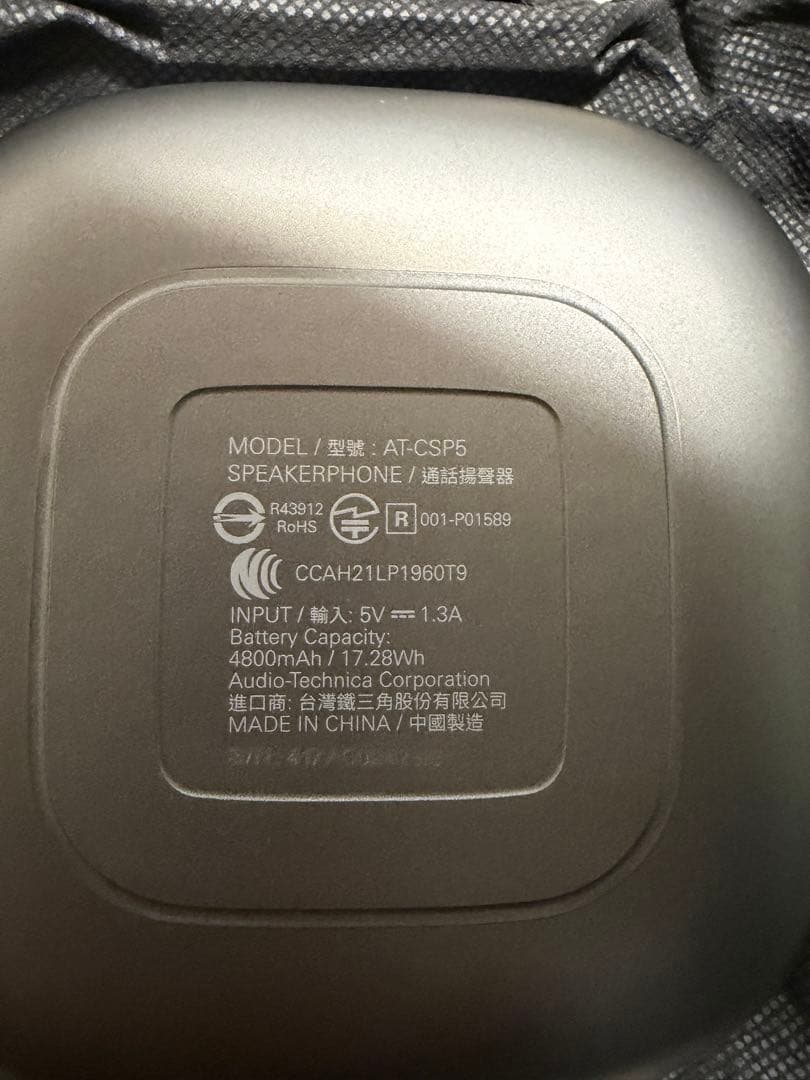 MODEL / 型號 : AT-CSP5
SPEAKERPHONE / 通話揚聲器
R43912
RoHS
R 001-P01589
CCAH21LP1960T9
INPUT / 輸入: 5V ⎓ 1.3A
Battery Capacity:
4800mAh / 17.28Wh
Audio-Technica Corporation
進口商: 台灣鐵三角股份有限公司
MADE IN CHINA / 中國製造